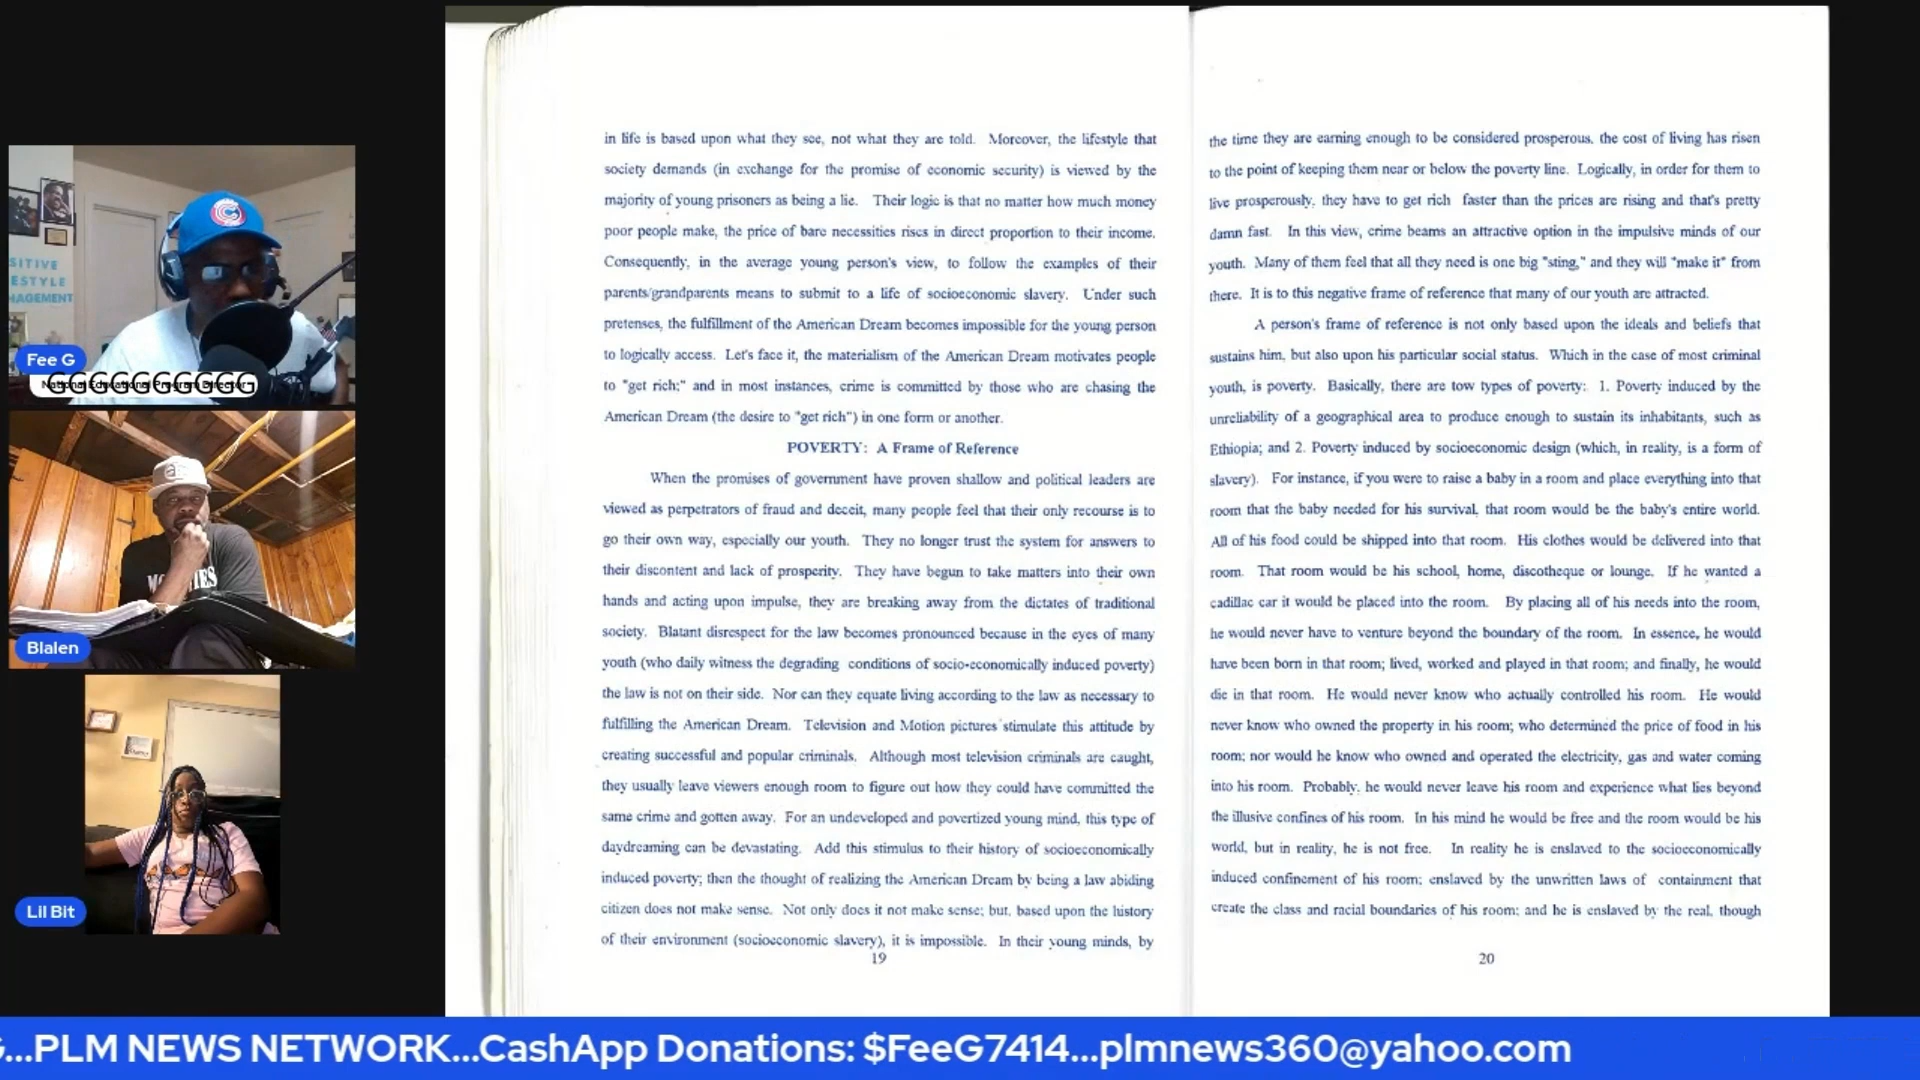 SITIVE
ESTYLE
NAGEMENT
Fee G
National Educational Program Director
GGGGGGGGGG
MO TIES
Blalen
Lil Bit
in life is based upon what they see, not what they are told. Moreover, the lifestyle that
society demands (in exchange for the promise of economic security) is viewed by the
majority of young prisoners as being a lie. Their logic is that no matter how much money
poor people make, the price of bare necessities rises in direct proportion to their income.
Consequently, in the average young person's view, to follow the examples of their
parents/grandparents means to submit to a life of socioeconomic slavery. Under such
pretenses, the fulfillment of the American Dream becomes impossible for the young person
to logically access. Let's face it, the materialism of the American Dream motivates people
to "get rich;" and in most instances, crime is committed by those who are chasing the
American Dream (the desire to "get rich") in one form or another.
POVERTY: A Frame of Reference
When the promises of government have proven shallow and political leaders are
viewed as perpetrators of fraud and deceit, many people feel that their only recourse is to
go their own way, especially our youth. They no longer trust the system for answers to
their discontent and lack of prosperity. They have begun to take matters into their own
hands and acting upon impulse, they are breaking away from the dictates of traditional
society. Blatant disrespect for the law becomes pronounced because in the eyes of many
youth (who daily witness the degrading conditions of socio-economically induced poverty)
the law is not on their side. Nor can they equate living according to the law as necessary to
fulfilling the American Dream. Television and Motion pictures stimulate this attitude by
creating successful and popular criminals. Although most television criminals are caught,
they usually leave viewers enough room to figure out how they could have committed the
same crime and gotten away. For an undeveloped and povertized young mind, this type of
daydreaming can be devastating. Add this stimulus to their history of socioeconomically
induced poverty; then the thought of realizing the American Dream by being a law abiding
citizen does not make sense. Not only does it not make sense; but, based upon the history
of their environment (socioeconomic slavery), it is impossible. In their young minds, by
19
the time they are earning enough to be considered prosperous, the cost of living has risen
to the point of keeping them near or below the poverty line. Logically, in order for them to
live prosperously, they have to get rich faster than the prices are rising and that's pretty
damn fast. In this view, crime beams an attractive option in the impulsive minds of our
youth. Many of them feel that all they need is one big "sting," and they will "make it" from
there. It is to this negative frame of reference that many of our youth are attracted.
A person's frame of reference is not only based upon the ideals and beliefs that
sustains him, but also upon his particular social status. Which in the case of most criminal
youth, is poverty. Basically, there are tow types of poverty: 1. Poverty induced by the
unreliability of a geographical area to produce enough to sustain its inhabitants, such as
Ethiopia; and 2. Poverty induced by socioeconomic design (which, in reality, is a form of
slavery). For instance, if you were to raise a baby in a room and place everything into that
room that the baby needed for his survival, that room would be the baby's entire world.
All of his food could be shipped into that room. His clothes would be delivered into that
room. That room would be his school, home, discotheque or lounge. If he wanted a
cadillac car it would be placed into the room. By placing all of his needs into the room,
he would never have to venture beyond the boundary of the room. In essence, he would
have been born in that room; lived, worked and played in that room; and finally, he would
die in that room. He would never know who actually controlled his room. He would
never know who owned the property in his room; who determined the price of food in his
room; nor would he know who owned and operated the electricity, gas and water coming
into his room. Probably, he would never leave his room and experience what lies beyond
the illusive confines of his room. In his mind he would be free and the room would be his
world, but in reality, he is not free. In reality he is enslaved to the socioeconomically
induced confinement of his room; enslaved by the unwritten laws of containment that
create the class and racial boundaries of his room; and he is enslaved by the real, though
20
...PLM NEWS NETWORK...CashApp Donations: $FeeG7414...plmnews360@yahoo.com